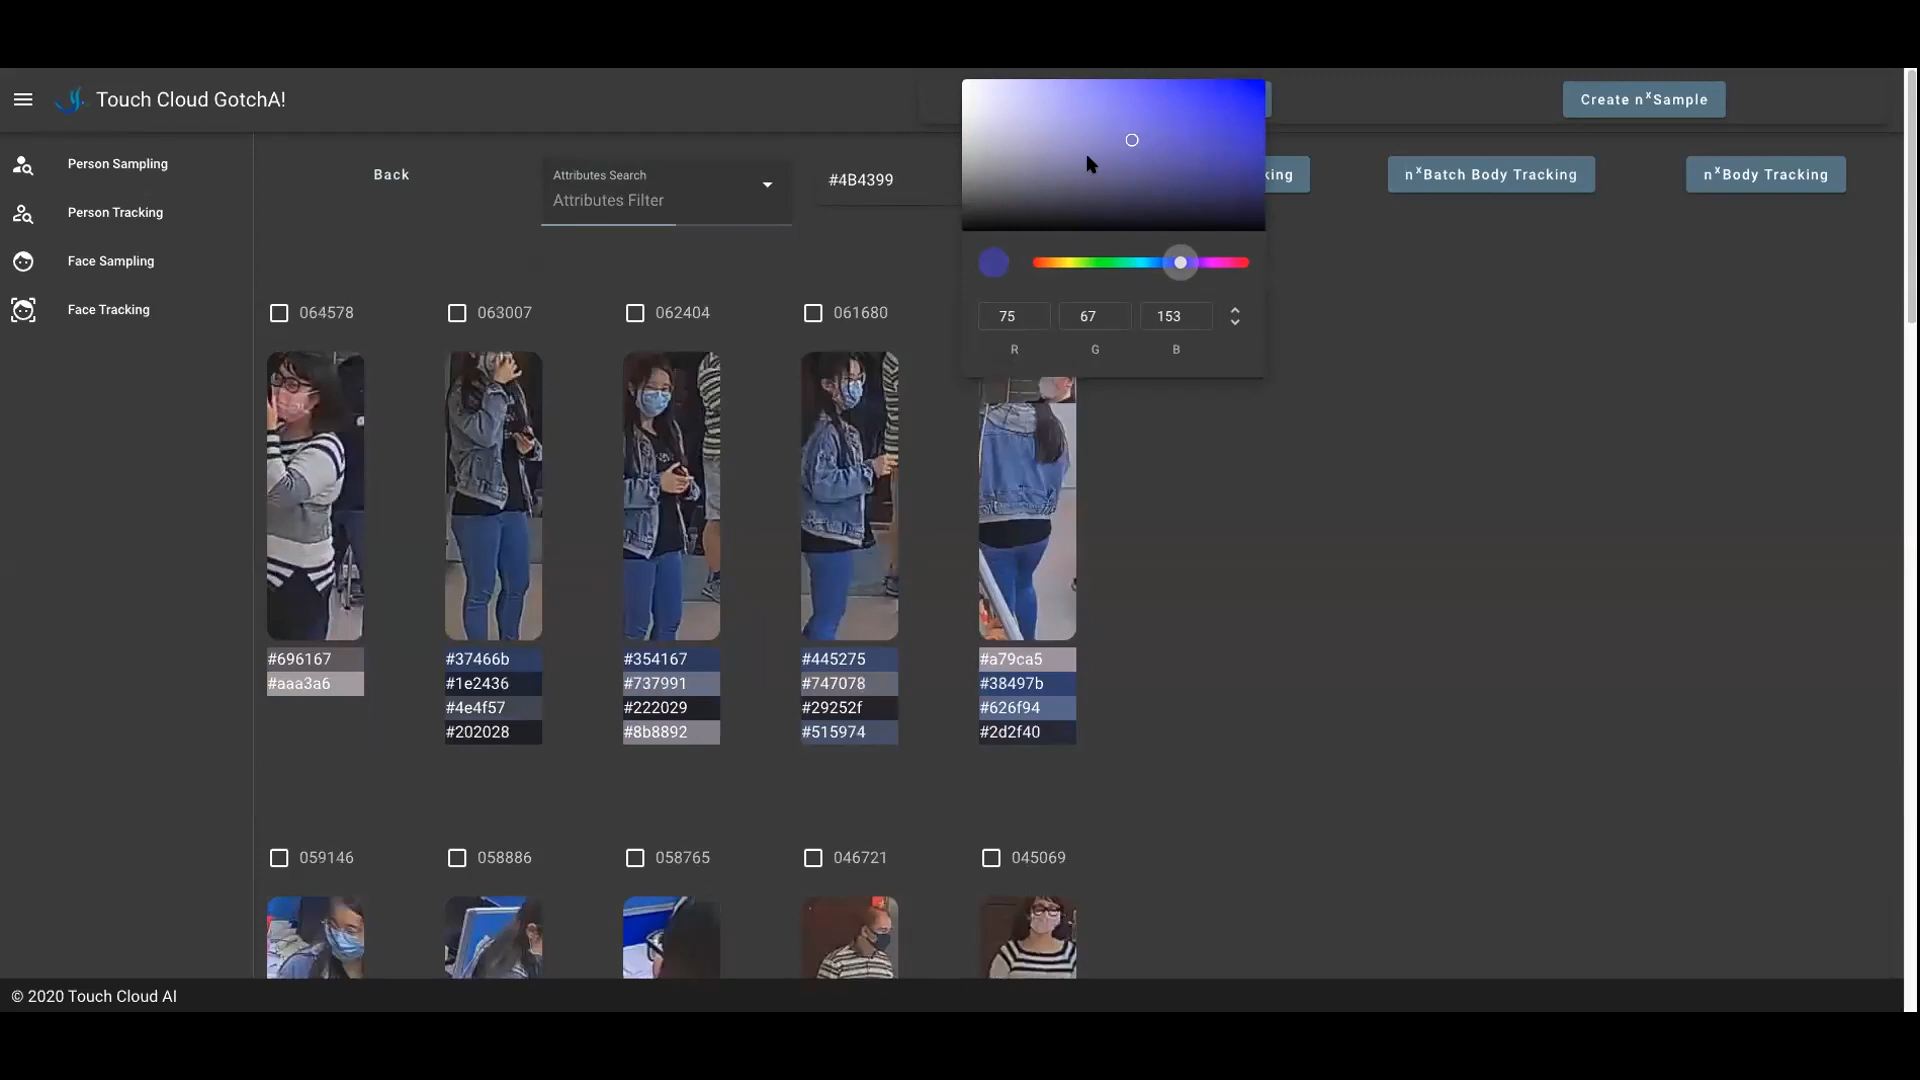 Touch Cloud GotchA!
Create nˣSample
Person Sampling
Person Tracking
Face Sampling
Face Tracking
Back
Attributes Search
Attributes Filter
#4B4399
king
nˣBatch Body Tracking
nˣBody Tracking
75 67 153
R G B
064578 063007 062404 061680
#696167
#aaa3a6
#37466b
#1e2436
#4e4f57
#202028
#354167
#737991
#222029
#8b8892
#445275
#747078
#29252f
#515974
#a79ca5
#38497b
#626f94
#2d2f40
059146 058886 058765 046721 045069
© 2020 Touch Cloud AI